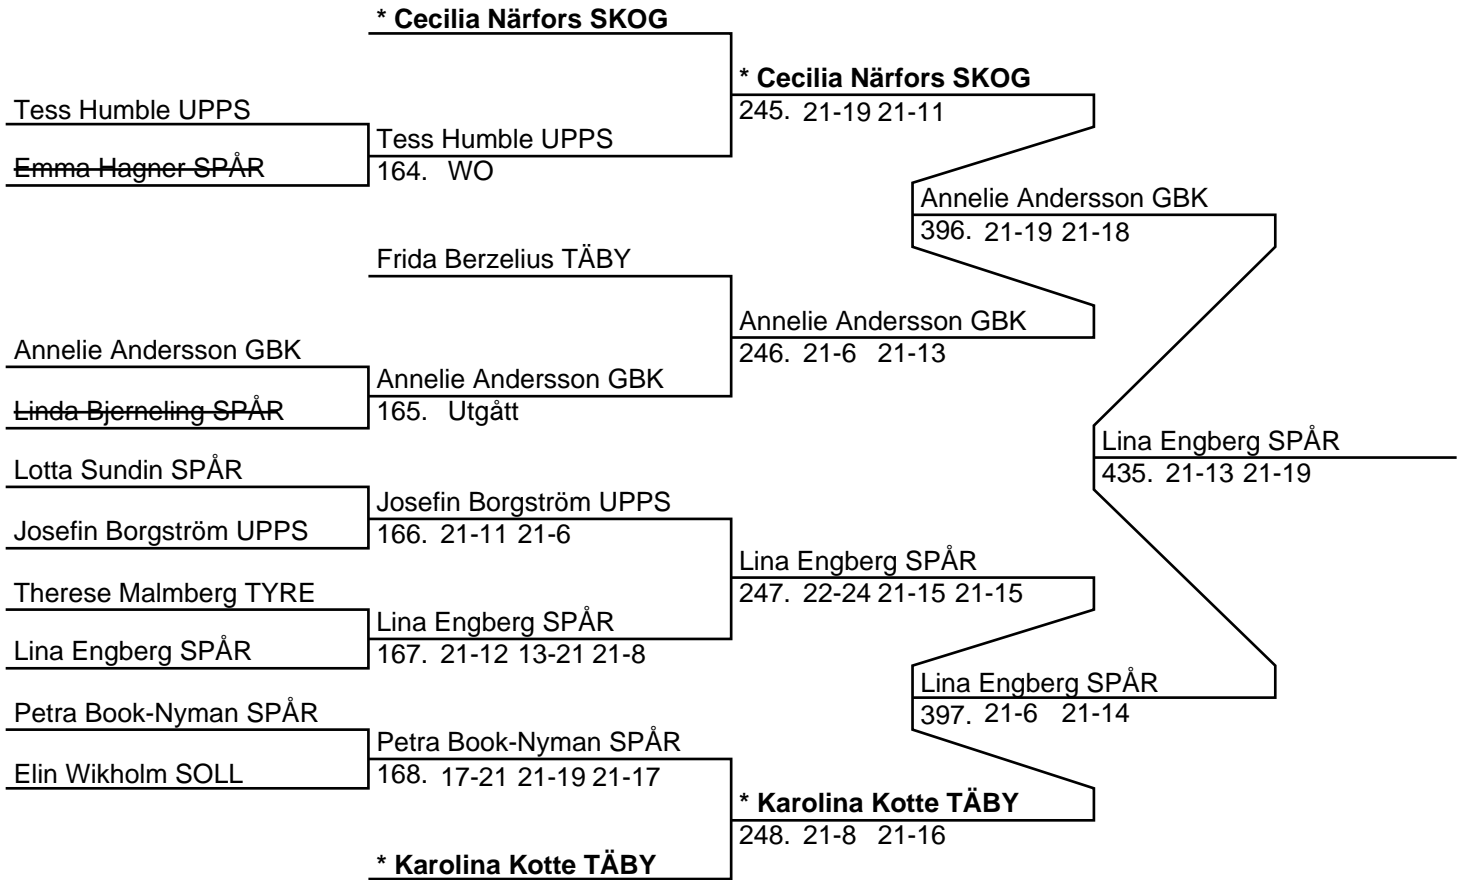 * Cecilia Närfors SKOG
* Cecilia Närfors SKOG
245. 21-19 21-11
Tess Humble UPPS
Tess Humble UPPS
Emma Hagner SPÅR
164. WO
Annelie Andersson GBK
396. 21-19 21-18
Frida Berzelius TÄBY
Annelie Andersson GBK
246. 21-6 21-13
Annelie Andersson GBK
Annelie Andersson GBK
Linda Bjerneling SPÅR
165. Utgått
Lina Engberg SPÅR
435. 21-13 21-19
Lotta Sundin SPÅR
Josefin Borgström UPPS
Josefin Borgström UPPS
166. 21-11 21-6
Lina Engberg SPÅR
247. 22-24 21-15 21-15
Therese Malmberg TYRE
Lina Engberg SPÅR
Lina Engberg SPÅR
167. 21-12 13-21 21-8
Lina Engberg SPÅR
397. 21-6 21-14
Petra Book-Nyman SPÅR
Petra Book-Nyman SPÅR
Elin Wikholm SOLL
168. 17-21 21-19 21-17
* Karolina Kotte TÄBY
248. 21-8 21-16
* Karolina Kotte TÄBY